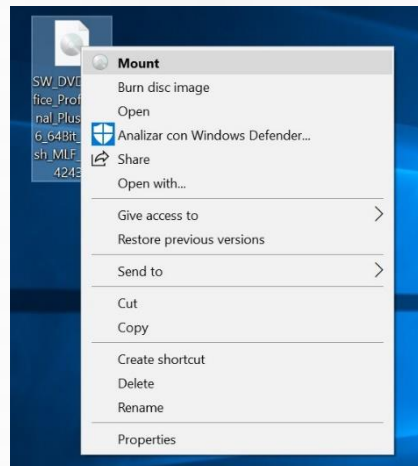 SW_DVD
fice_Prof
nal_Plus
6_64Bit_
sh_MLF_
4243
Mount
Burn disc image
Open
Analizar con Windows Defender...
Share
Open with...
Give access to
Restore previous versions
Send to
Cut
Copy
Create shortcut
Delete
Rename
Properties